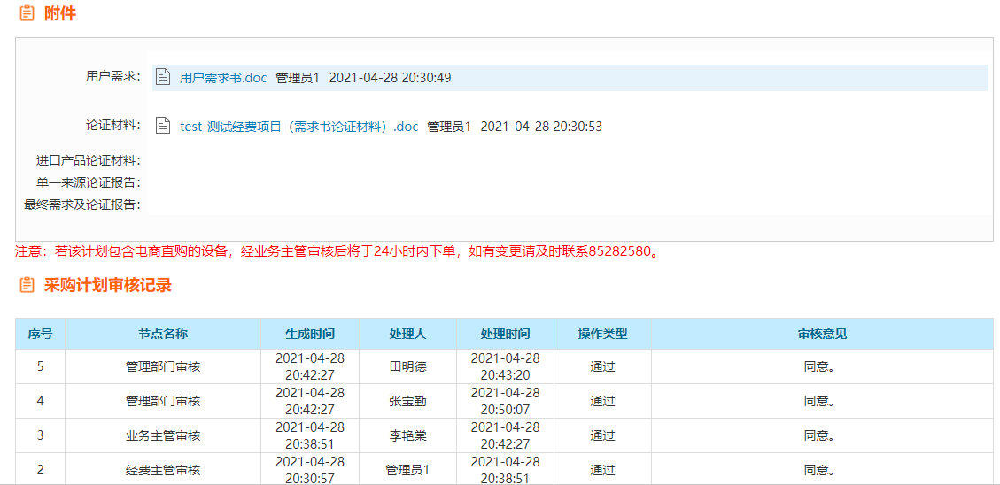 附件
用户需求： 用户需求书.doc 管理员1 2021-04-28 20:30:49
论证材料： test-测试经费项目（需求书论证材料）.doc 管理员1 2021-04-28 20:30:53
进口产品论证材料：
单一来源论证报告：
最终需求及论证报告：
注意：若该计划包含电商直购的设备，经业务主管审核后将于24小时内下单，如有变更请及时联系85282580。
采购计划审核记录
序号 节点名称 生成时间 处理人 处理时间 操作类型 审核意见
5 管理部门审核 2021-04-28 20:42:27 田明德 2021-04-28 20:43:20 通过 同意。
4 管理部门审核 2021-04-28 20:42:27 张宝勤 2021-04-28 20:50:07 通过 同意。
3 业务主管审核 2021-04-28 20:38:51 李艳棠 2021-04-28 20:42:27 通过 同意。
2 经费主管审核 2021-04-28 20:30:57 管理员1 2021-04-28 20:38:51 通过 同意。